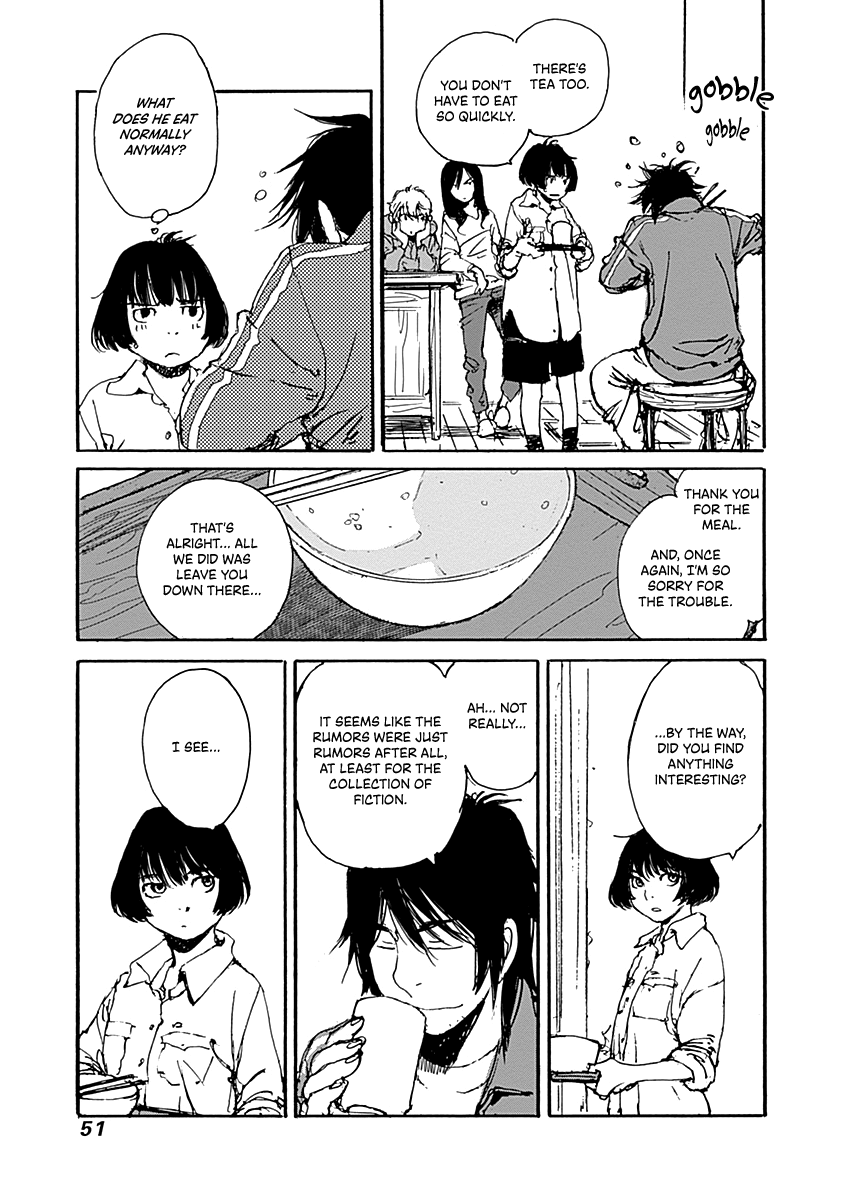 gobble
gobble
THERE'S
TEA TOO.
YOU DON'T
HAVE TO EAT
SO QUICKLY.
WHAT
DOES HE EAT
NORMALLY
ANYWAY?
THANK YOU
FOR THE
MEAL.
AND, ONCE
AGAIN, I'M SO
SORRY FOR
THE TROUBLE.
THAT'S
ALRIGHT... ALL
WE DID WAS
LEAVE YOU
DOWN THERE...
...BY THE WAY,
DID YOU FIND
ANYTHING
INTERESTING?
AH... NOT
REALLY...
IT SEEMS LIKE THE
RUMORS WERE JUST
RUMORS AFTER ALL,
AT LEAST FOR THE
COLLECTION OF
FICTION.
I SEE...
51